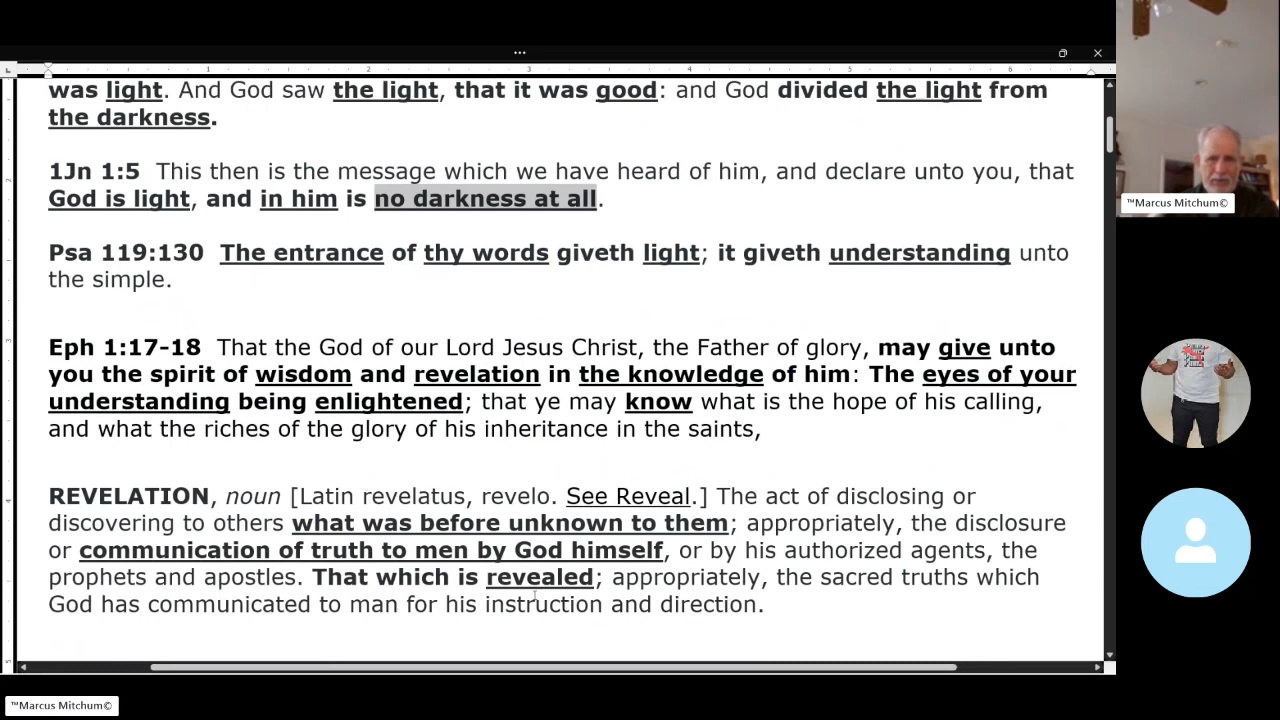 was light. And God saw the light, that it was good: and God divided the light from
the darkness.
1Jn 1:5 This then is the message which we have heard of him, and declare unto you, that
God is light, and in him is no darkness at all.
Psa 119:130 The entrance of thy words giveth light; it giveth understanding unto
the simple.
Eph 1:17-18 That the God of our Lord Jesus Christ, the Father of glory, may give unto
you the spirit of wisdom and revelation in the knowledge of him: The eyes of your
understanding being enlightened; that ye may know what is the hope of his calling,
and what the riches of the glory of his inheritance in the saints,
REVELATION, noun [Latin revelatus, revelo. See Reveal.] The act of disclosing or
discovering to others what was before unknown to them; appropriately, the disclosure
or communication of truth to men by God himself, or by his authorized agents, the
prophets and apostles. That which is revealed; appropriately, the sacred truths which
God has communicated to man for his instruction and direction.
™Marcus Mitchum©
™Marcus Mitchum©